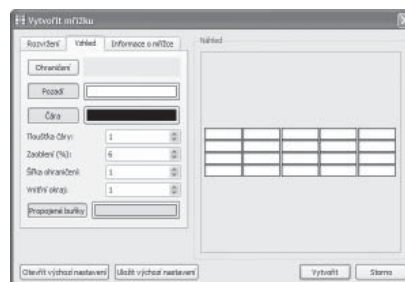 Vytvořit mřížku
Rozvržení Vzhled Informace o mřížce
Náhled
Ohraničení
Pozadí
Čára
Tloušťka čáry: 1
Zaoblení (%): 6
Šířka ohraničení: 1
Vnitřní okraj: 1
Propojené buňky
Otevřít výchozí nastavení Uložit výchozí nastavení Vytvořit Storno